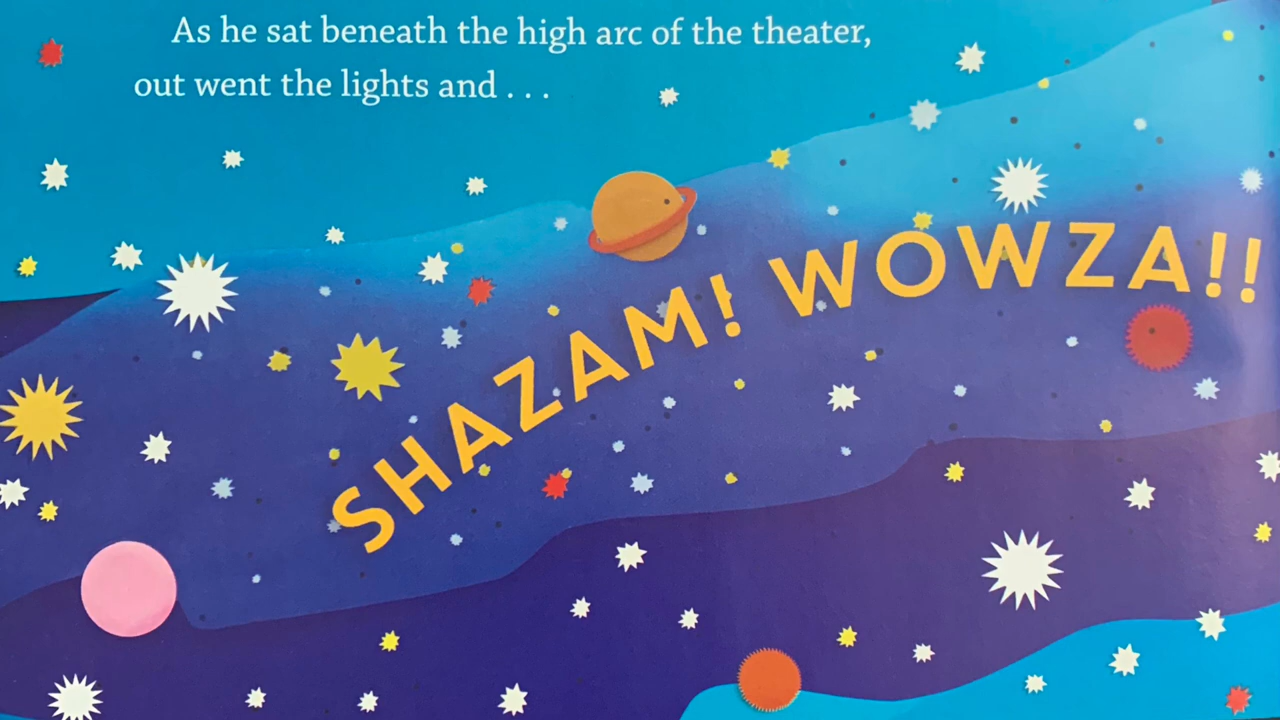 As he sat beneath the high arc of the theater,
out went the lights and . . .
SHAZAM! WOWZA!!